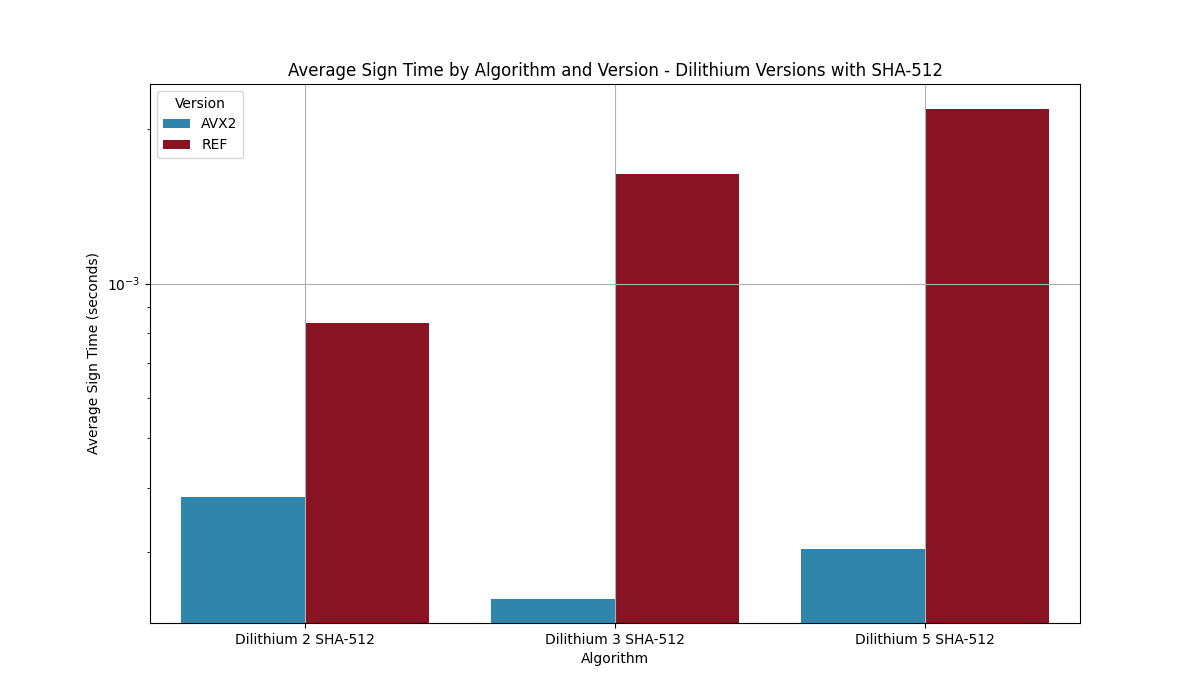 Average Sign Time by Algorithm and Version - Dilithium Versions with SHA-512
Version
AVX2
REF
Average Sign Time (seconds)
10⁻³
Dilithium 2 SHA-512
Dilithium 3 SHA-512
Dilithium 5 SHA-512
Algorithm